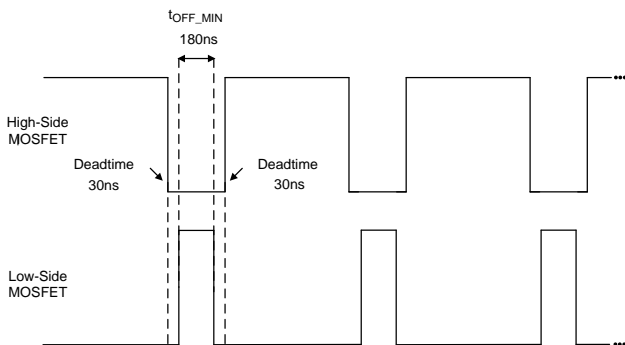 tOFF_MIN
180ns
High-Side
MOSFET
Deadtime
30ns
Deadtime
30ns
Low-Side
MOSFET